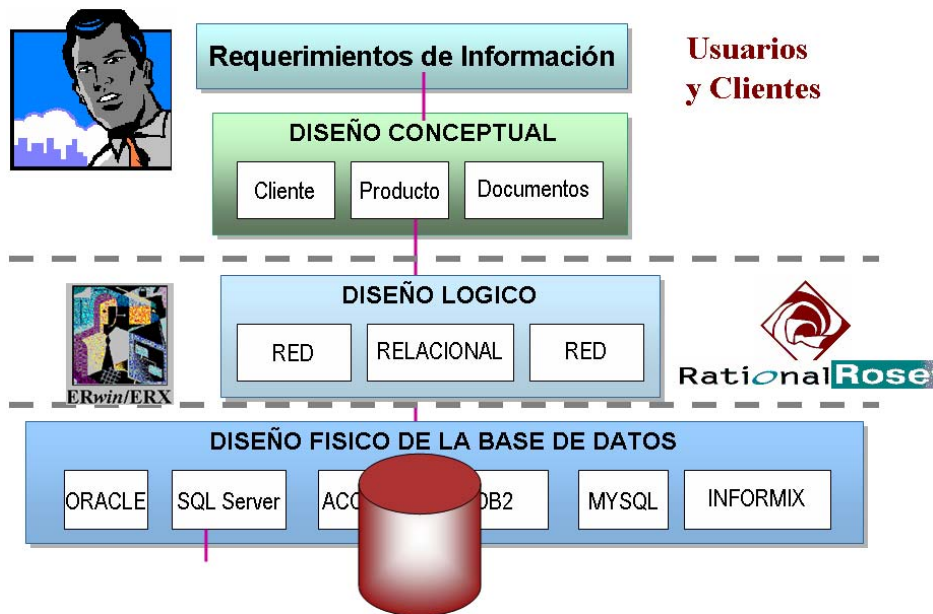 Requerimientos de Información
Usuarios
y Clientes
DISEÑO CONCEPTUAL
Cliente
Producto
Documentos
DISEÑO LOGICO
RED
RELACIONAL
RED
ERwin/ERX
RationalRose
DISEÑO FISICO DE LA BASE DE DATOS
ORACLE
SQL Server
DB2
MYSQL
INFORMIX